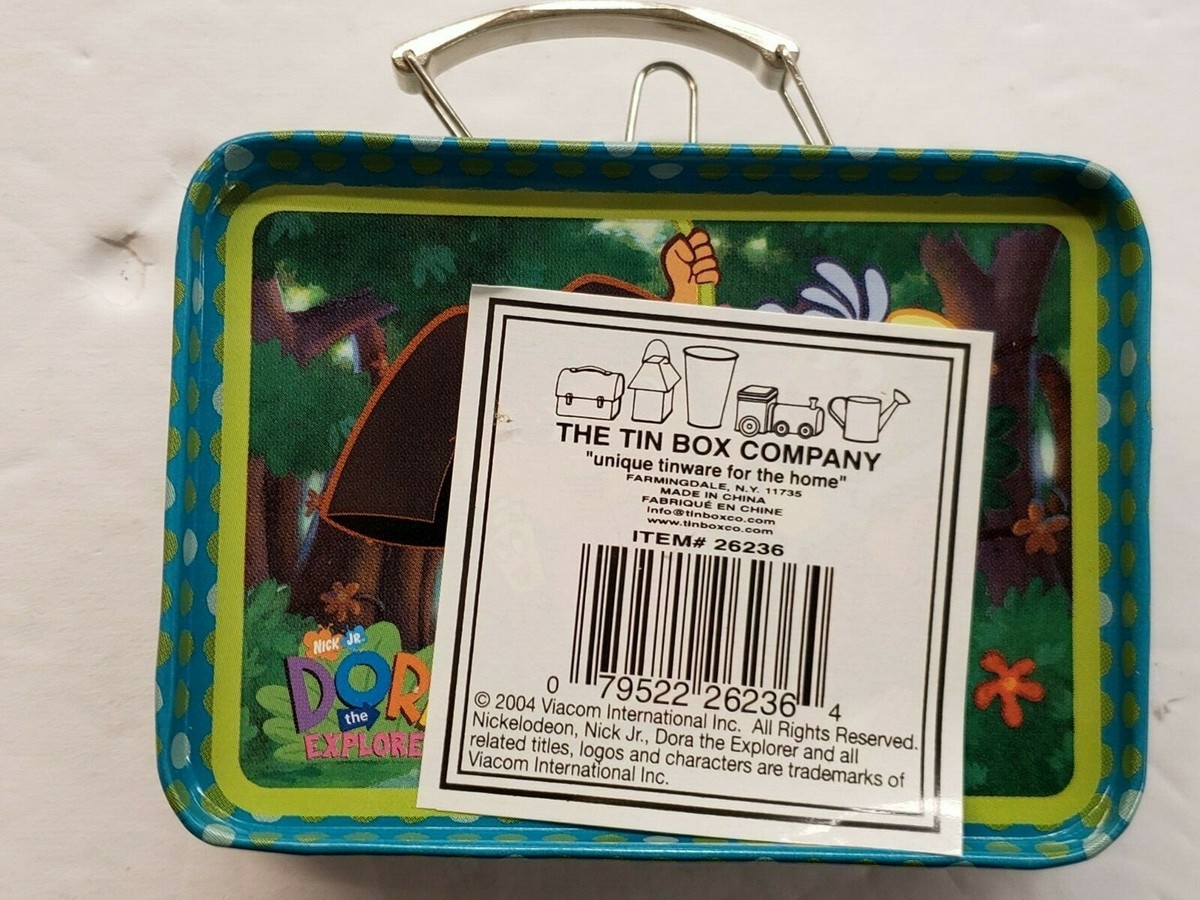 THE TIN BOX COMPANY
"unique tinware for the home"
FARMINGDALE, N.Y. 11735
MADE IN CHINA
FABRIQUÉ EN CHINE
Info@tinboxco.com
www.tinboxco.com
ITEM# 26236
0 79522 26236 4
© 2004 Viacom International Inc. All Rights Reserved.
Nickelodeon, Nick Jr., Dora the Explorer and all
related titles, logos and characters are trademarks of
Viacom International Inc.
NICK JR.
DOR
the
EXPLORE